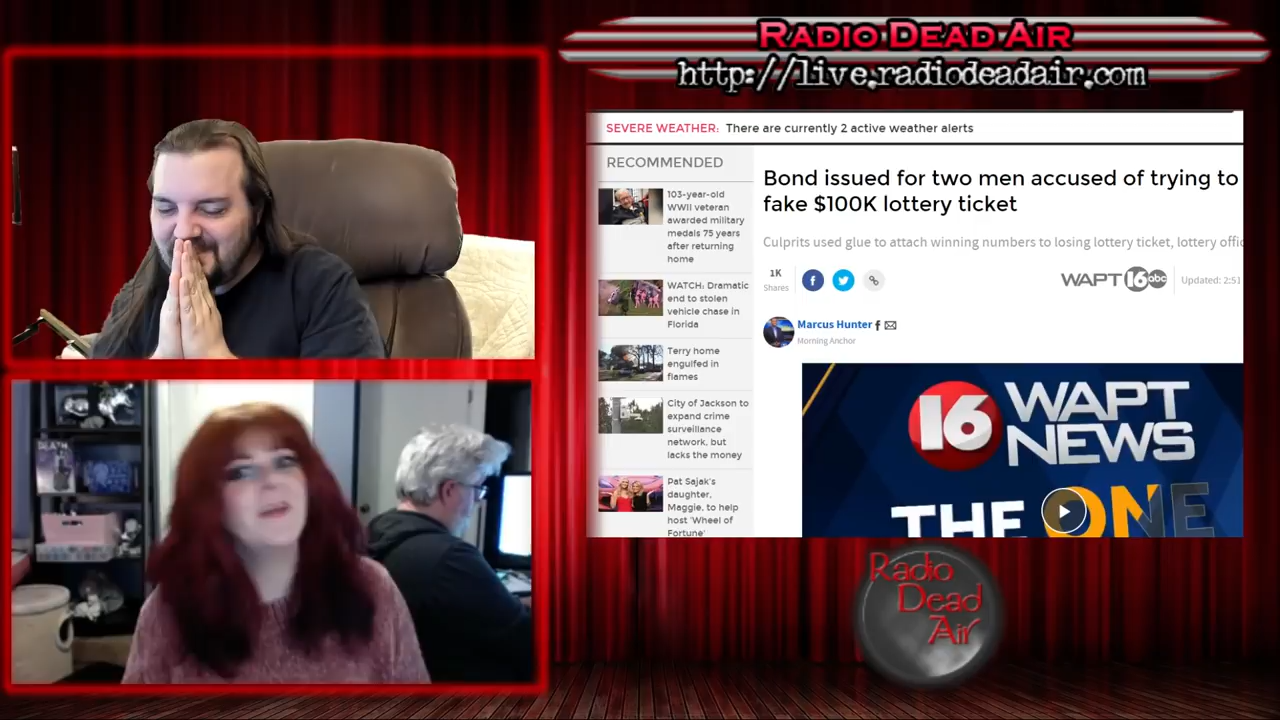 RADIO DEAD AIR
http://live.radiodeadair.com
SEVERE WEATHER: There are currently 2 active weather alerts
RECOMMENDED
103-year-old
WWII veteran
awarded military
medals 75 years
after returning
home
WATCH: Dramatic
end to stolen
vehicle chase in
Florida
Terry home
engulfed in
flames
City of Jackson to
expand crime
surveillance
network, but
lacks the money
Pat Sajak's
daughter,
Maggie, to help
host 'Wheel of
Fortune'
Bond issued for two men accused of trying to
fake $100K lottery ticket
Culprits used glue to attach winning numbers to losing lottery ticket, lottery offic
1K
Shares
WAPT 16 abc
Updated: 2:51
Marcus Hunter
Morning Anchor
16 WAPT
NEWS
THE ONE
Radio
Dead
Air
DEATH